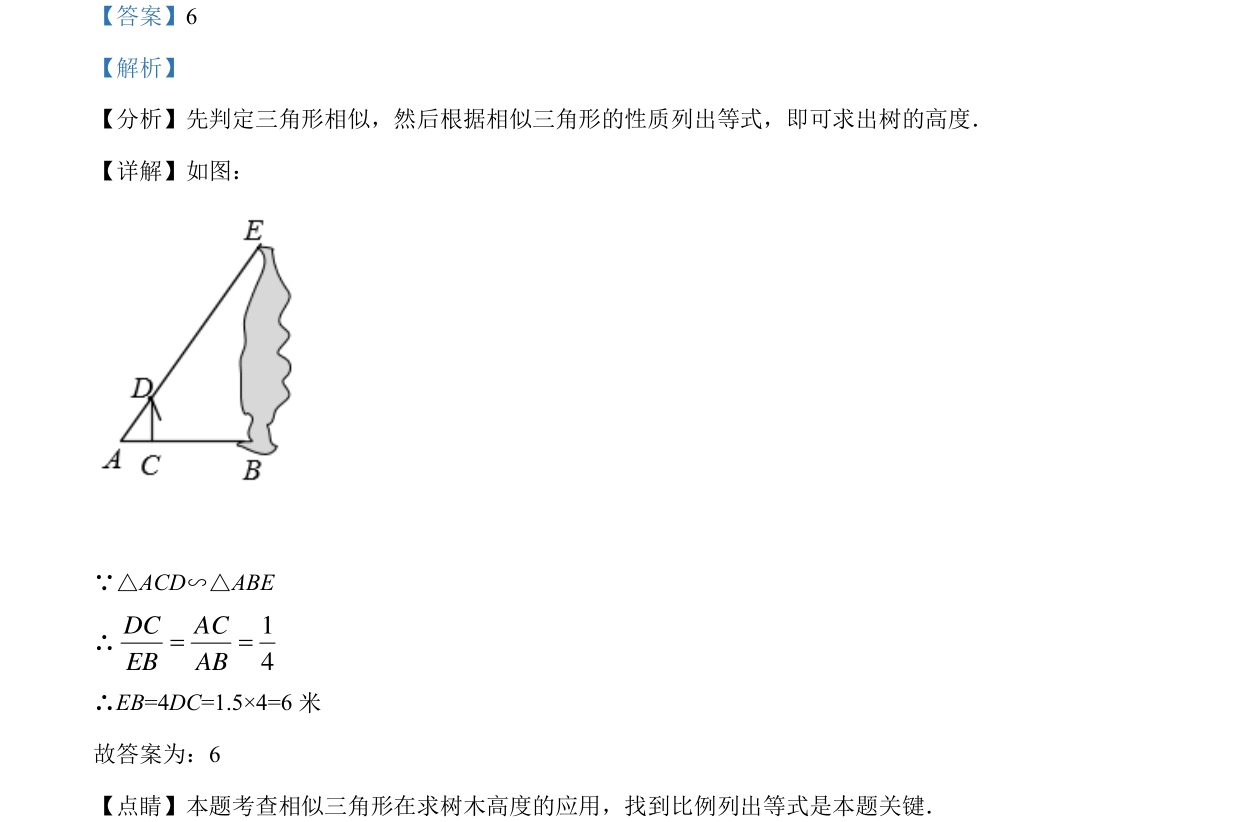 【答案】6
【解析】
【分析】先判定三角形相似，然后根据相似三角形的性质列出等式，即可求出树的高度．
【详解】如图：
E
D
A C B
∵△ACD∽△ABE
∴DC/EB=AC/AB=1/4
∴EB=4DC=1.5×4=6 米
故答案为：6
【点睛】本题考查相似三角形在求树木高度的应用，找到比例列出等式是本题关键．